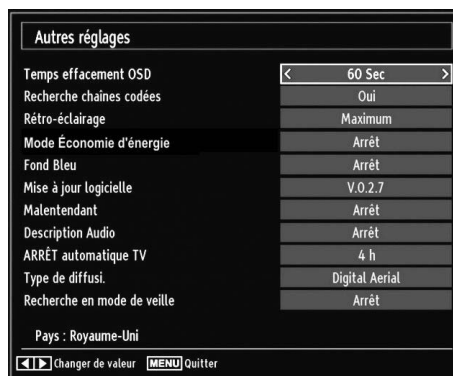 Autres réglages
Temps effacement OSD < 60 Sec >
Recherche chaînes codées Oui
Rétro-éclairage Maximum
Mode Économie d'énergie Arrêt
Fond Bleu Arrêt
Mise à jour logicielle V.0.2.7
Malentendant Arrêt
Description Audio Arrêt
ARRÊT automatique TV 4 h
Type de diffusi. Digital Aerial
Recherche en mode de veille Arrêt
Pays : Royaume-Uni
Changer de valeur MENU Quitter